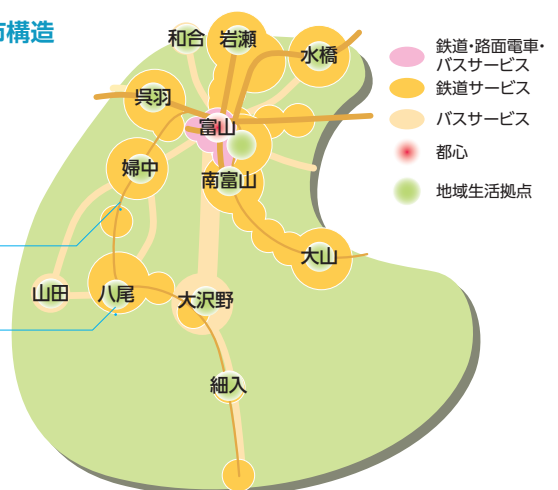 市構造
和合
岩瀬
水橋
呉羽
富山
婦中
南富山
大山
山田
八尾
大沢野
細入
鉄道・路面電車・
バスサービス
鉄道サービス
バスサービス
都心
地域生活拠点